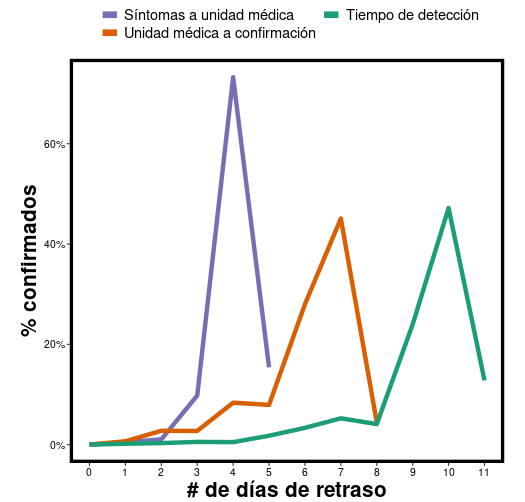 Síntomas a unidad médica
Tiempo de detección
Unidad médica a confirmación
% confirmados
60%
40%
20%
0%
0 1 2 3 4 5 6 7 8 9 10 11
# de días de retraso